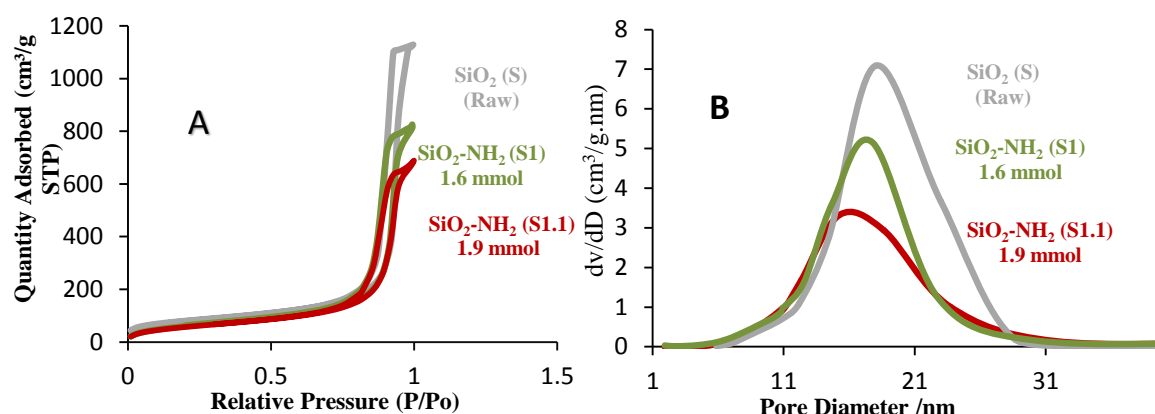 Quantity Adsorbed (cm³/g
STP)
1200
1000
800
600
400
200
0
A
SiO₂ (S)
(Raw)
SiO₂-NH₂ (S1)
1.6 mmol
SiO₂-NH₂ (S1.1)
1.9 mmol
0
0.5
1
1.5
Relative Pressure (P/Po)
dv/dD (cm³/g.nm)
8
7
6
5
4
3
2
1
0
B
SiO₂ (S)
(Raw)
SiO₂-NH₂ (S1)
1.6 mmol
SiO₂-NH₂ (S1.1)
1.9 mmol
1
11
21
31
Pore Diameter /nm